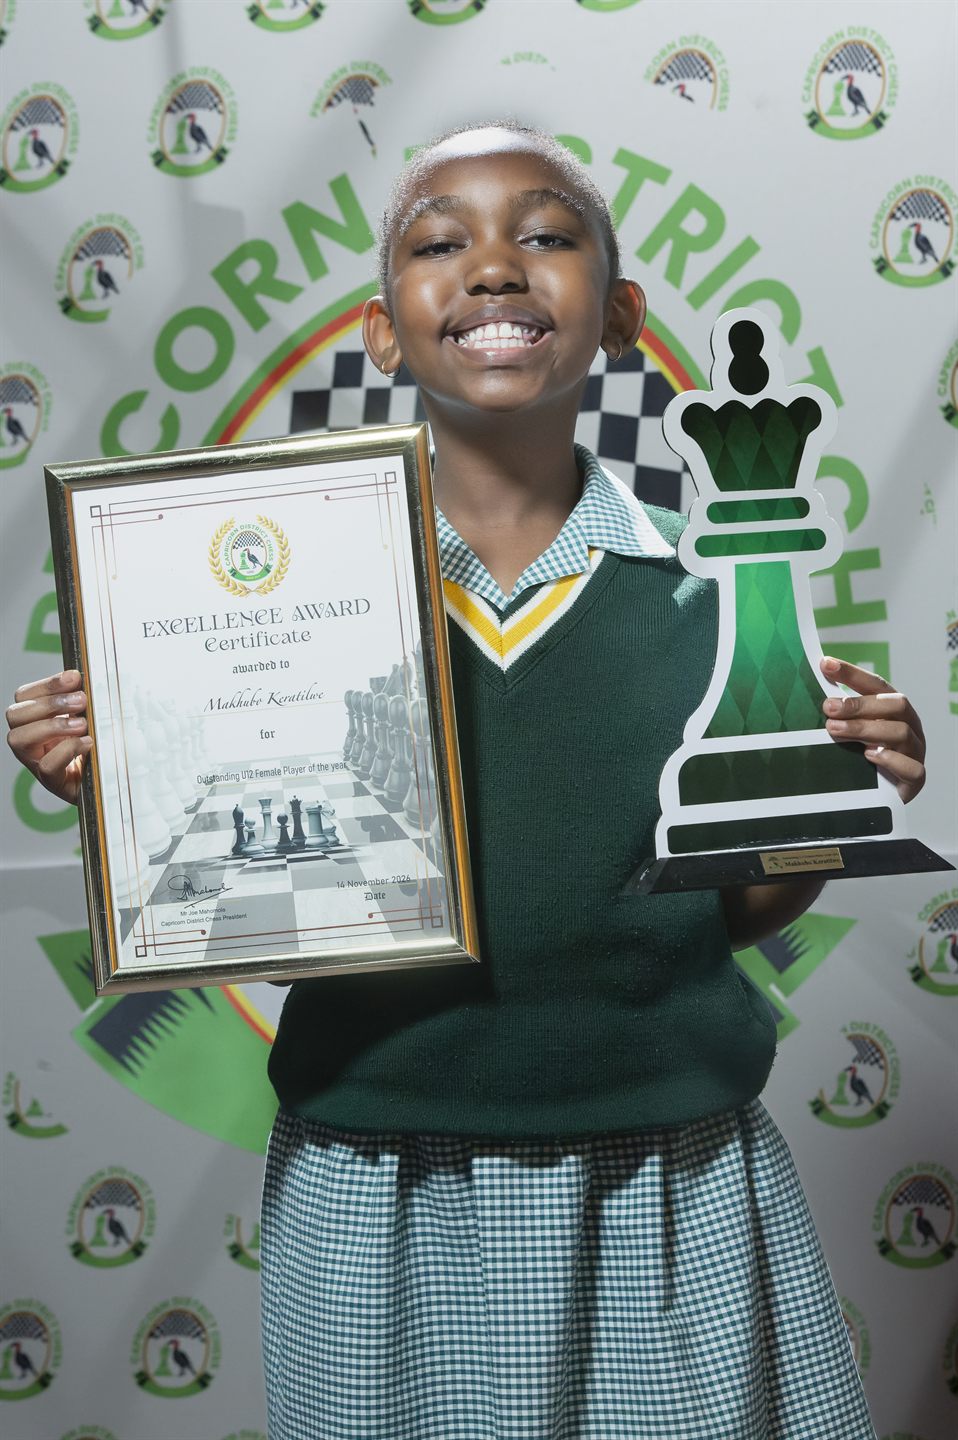 CAPRICORN DISTRICT CHESS
CAPRICORN DISTRICT CHESS
EXCELLENCE AWARD
Certificate
awarded to
Makhubo Keratilwe
for
Outstanding U12 Female Player of the year
14 November 2026
Date
Mr Joe Mahomole
Capricorn District Chess President
Makhubo Keratilwe